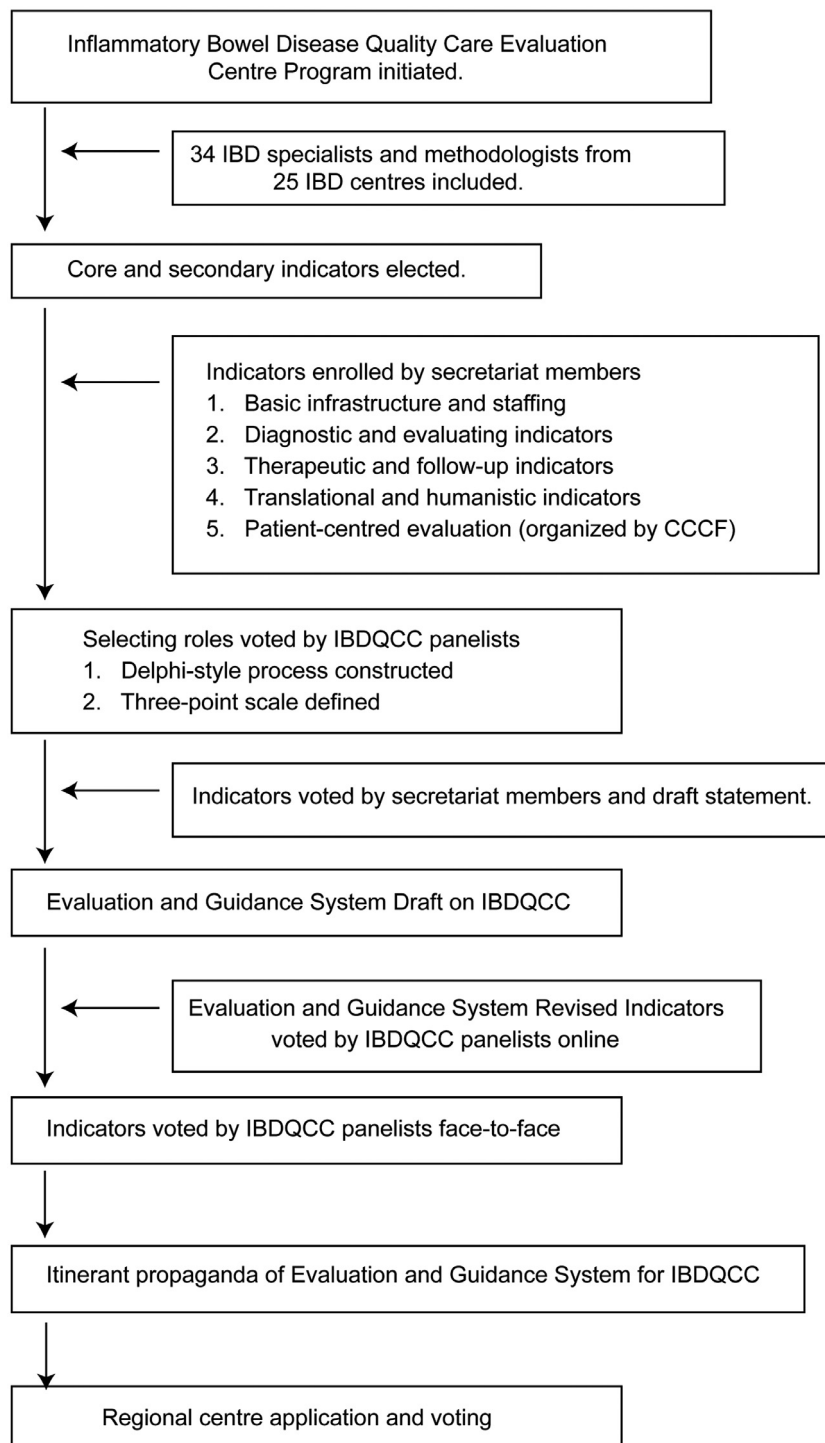 Inflammatory Bowel Disease Quality Care Evaluation
Centre Program initiated.
34 IBD specialists and methodologists from
25 IBD centres included.
Core and secondary indicators elected.
Indicators enrolled by secretariat members
1. Basic infrastructure and staffing
2. Diagnostic and evaluating indicators
3. Therapeutic and follow-up indicators
4. Translational and humanistic indicators
5. Patient-centred evaluation (organized by CCCF)
Selecting roles voted by IBDQCC panelists
1. Delphi-style process constructed
2. Three-point scale defined
Indicators voted by secretariat members and draft statement.
Evaluation and Guidance System Draft on IBDQCC
Evaluation and Guidance System Revised Indicators
voted by IBDQCC panelists online
Indicators voted by IBDQCC panelists face-to-face
Itinerant propaganda of Evaluation and Guidance System for IBDQCC
Regional centre application and voting